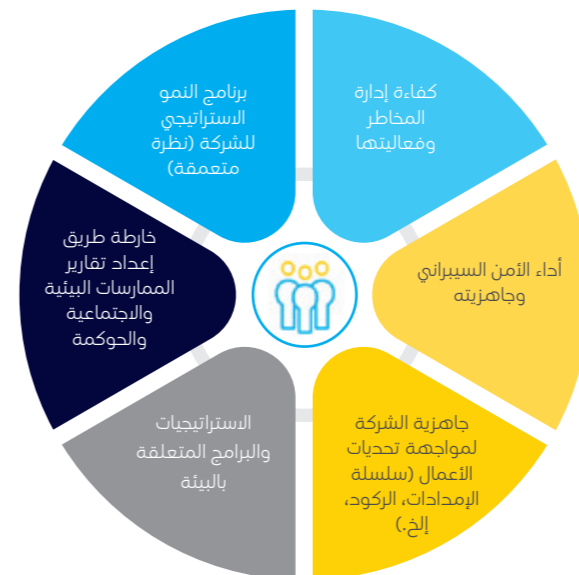 كفاءة إدارة
المخاطر
وفعاليتها
أداء الأمن السيبراني
وجاهزيته
جاهزية الشركة
لمواجهة تحديات
الأعمال (سلسلة
الإمدادات، الركود،
إلخ.)
الاستراتيجيات
والبرامج المتعلقة
بالبيئة
خارطة طريق
إعداد تقارير
الممارسات البيئية
والاجتماعية
والحوكمة
برنامج النمو
الاستراتيجي
للشركة (نظرة
متعمقة)